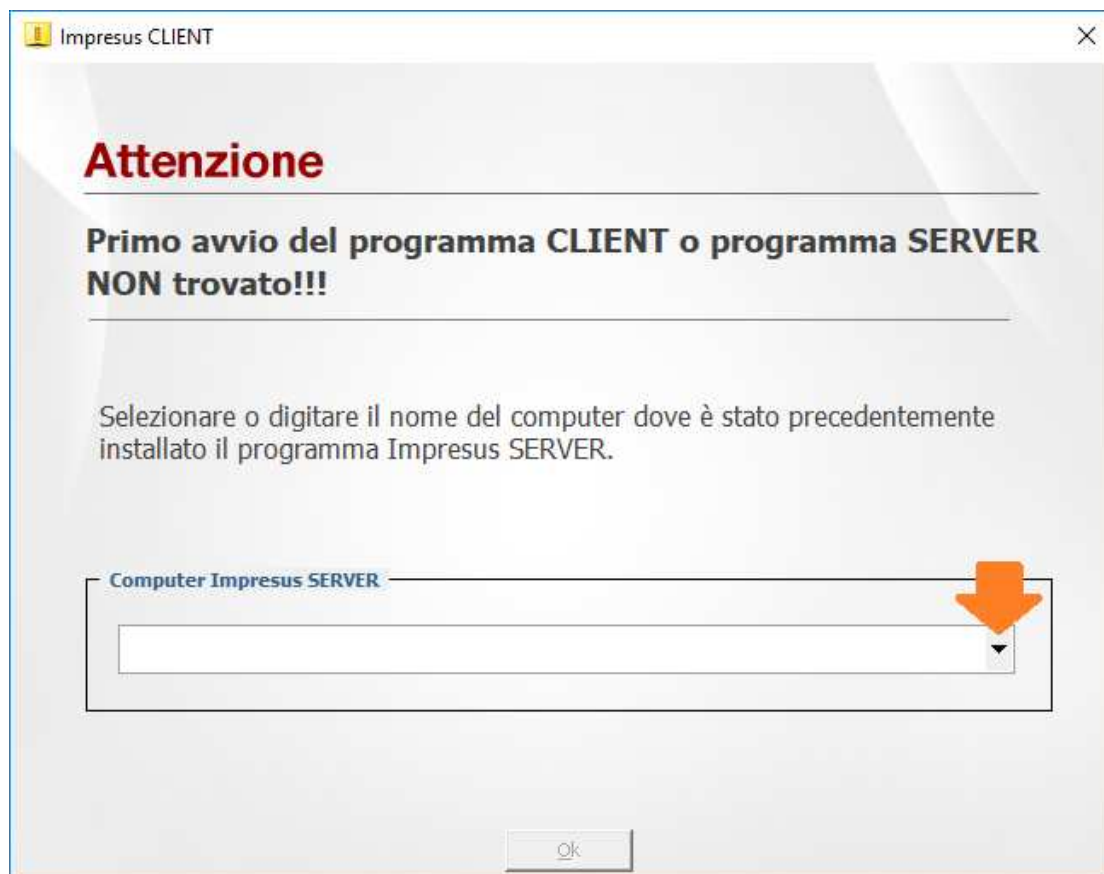 Impresus CLIENT
Attenzione
Primo avvio del programma CLIENT o programma SERVER
NON trovato!!!
Selezionare o digitare il nome del computer dove è stato precedentemente
installato il programma Impresus SERVER.
Computer Impresus SERVER
Ok